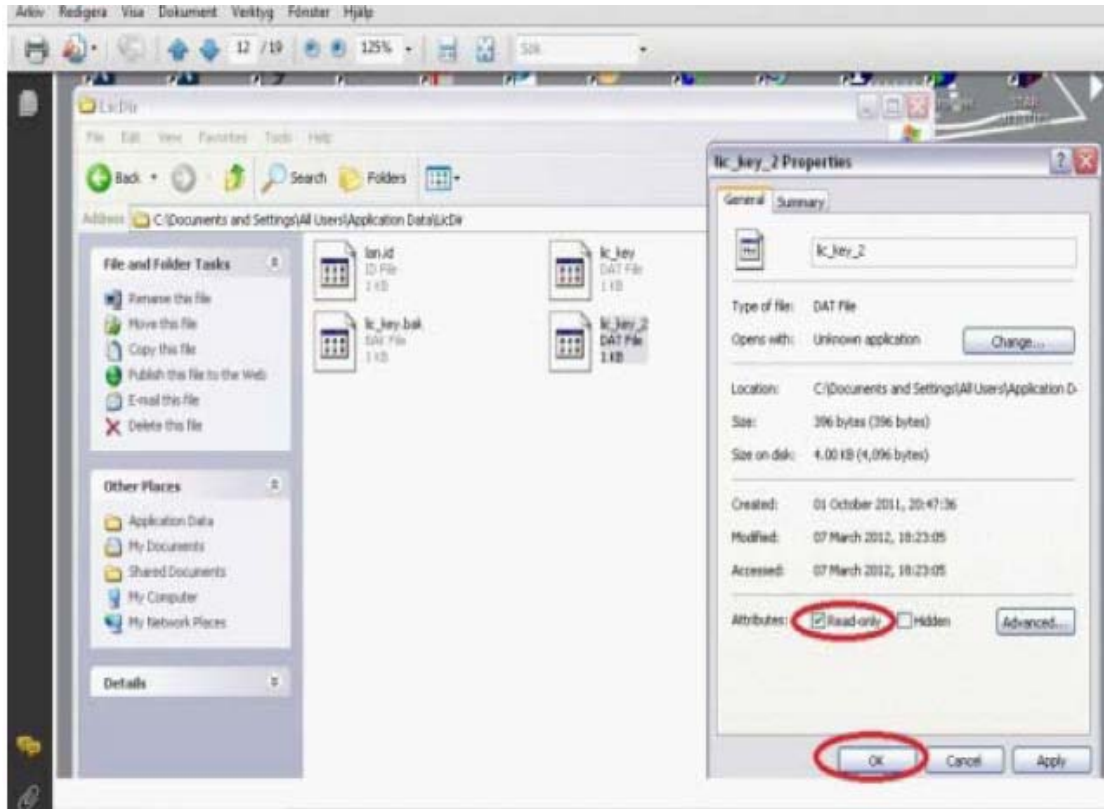 Arkiv Redigera Visa Dokument Verktyg Fönster Hjälp
12 /19 125% Sök
LicDir
File Edit View Favorites Tools Help
Back Search Folders
Address C:\Documents and Settings\All Users\Application Data\LicDir
File and Folder Tasks
Rename this file
Move this file
Copy this file
Publish this file to the Web
E-mail this file
Delete this file
Other Places
Application Data
My Documents
Shared Documents
My Computer
My Network Places
Details
lan.id
ID File
1 KB
lic_key
DAT File
1 KB
lic_key.bak
BAK File
1 KB
lic_key_2
DAT File
1 KB
lic_key_2 Properties
General Summary
lic_key_2
Type of file: DAT File
Opens with: Unknown application Change...
Location: C:\Documents and Settings\All Users\Application D
Size: 396 bytes (396 bytes)
Size on disk: 4.00 KB (4,096 bytes)
Created: 01 October 2011, 20:47:36
Modified: 07 March 2012, 18:23:05
Accessed: 07 March 2012, 18:23:05
Attributes: Read-only Hidden Advanced...
OK Cancel Apply